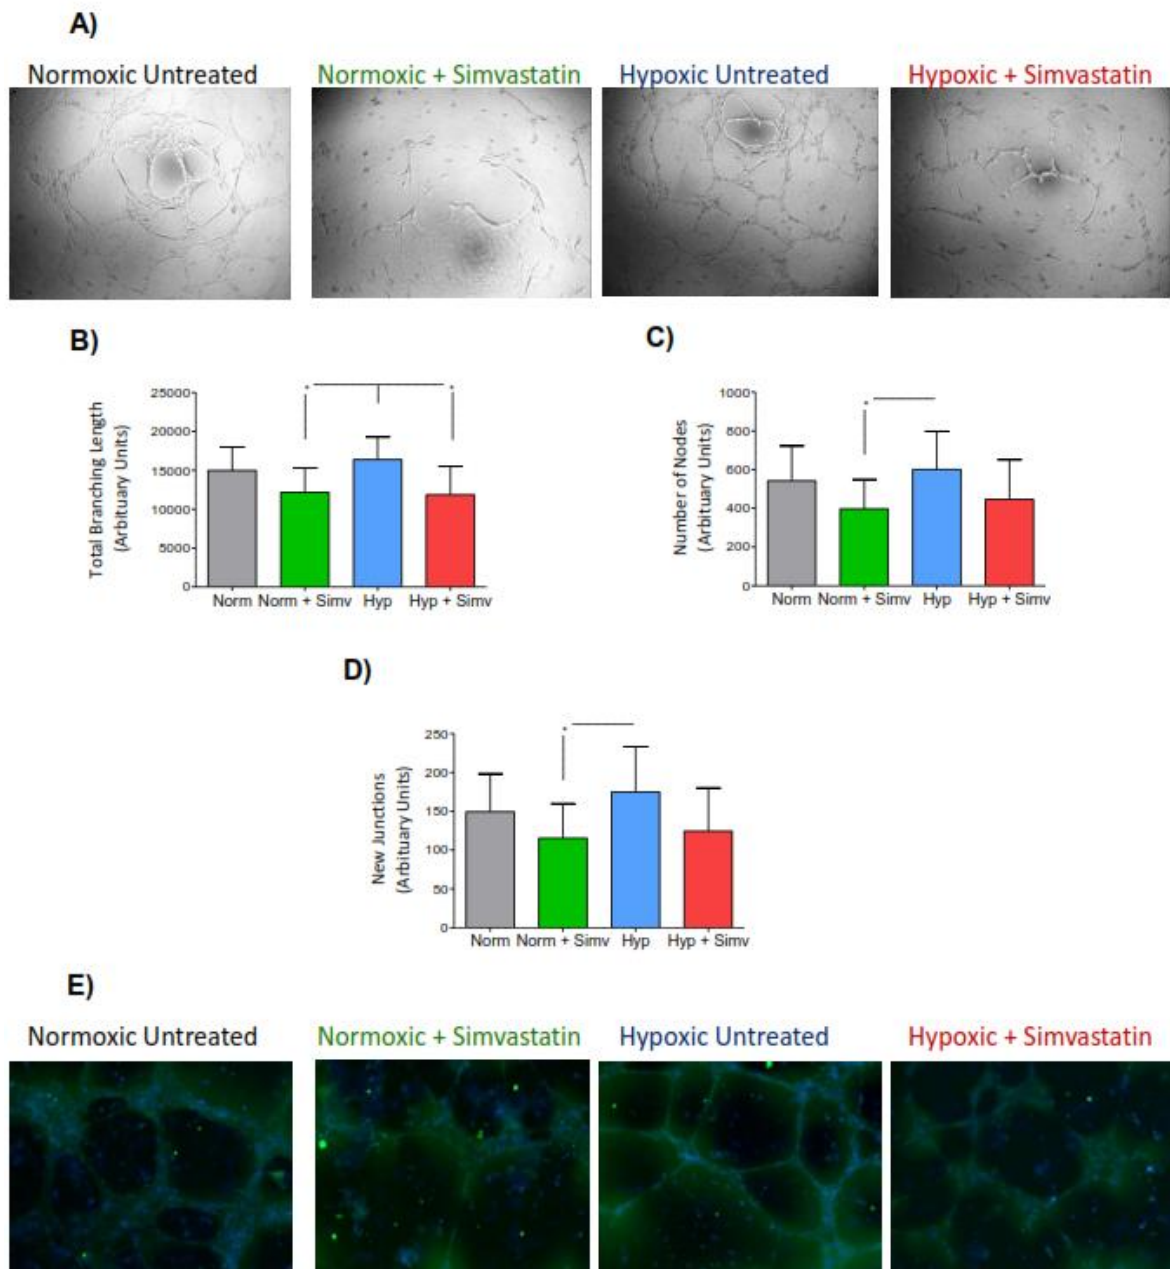 A)
Normoxic Untreated
Normoxic + Simvastatin
Hypoxic Untreated
Hypoxic + Simvastatin
B)
Total Branching Length
(Arbituary Units)
25000
20000
15000
10000
5000
0
Norm
Norm + Simv
Hyp
Hyp + Simv
C)
Number of Nodes
(Arbituary Units)
1000
800
600
400
200
0
Norm
Norm + Simv
Hyp
Hyp + Simv
D)
New Junctions
(Arbituary Units)
250
200
150
100
50
0
Norm
Norm + Simv
Hyp
Hyp + Simv
E)
Normoxic Untreated
Normoxic + Simvastatin
Hypoxic Untreated
Hypoxic + Simvastatin